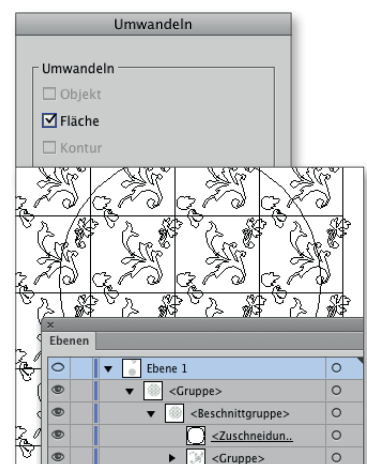 Umwandeln
Umwandeln
Objekt
Fläche
Kontur
Ebenen
Ebene 1
<Gruppe>
<Beschnittgruppe>
<Zuschneidun..
<Gruppe>